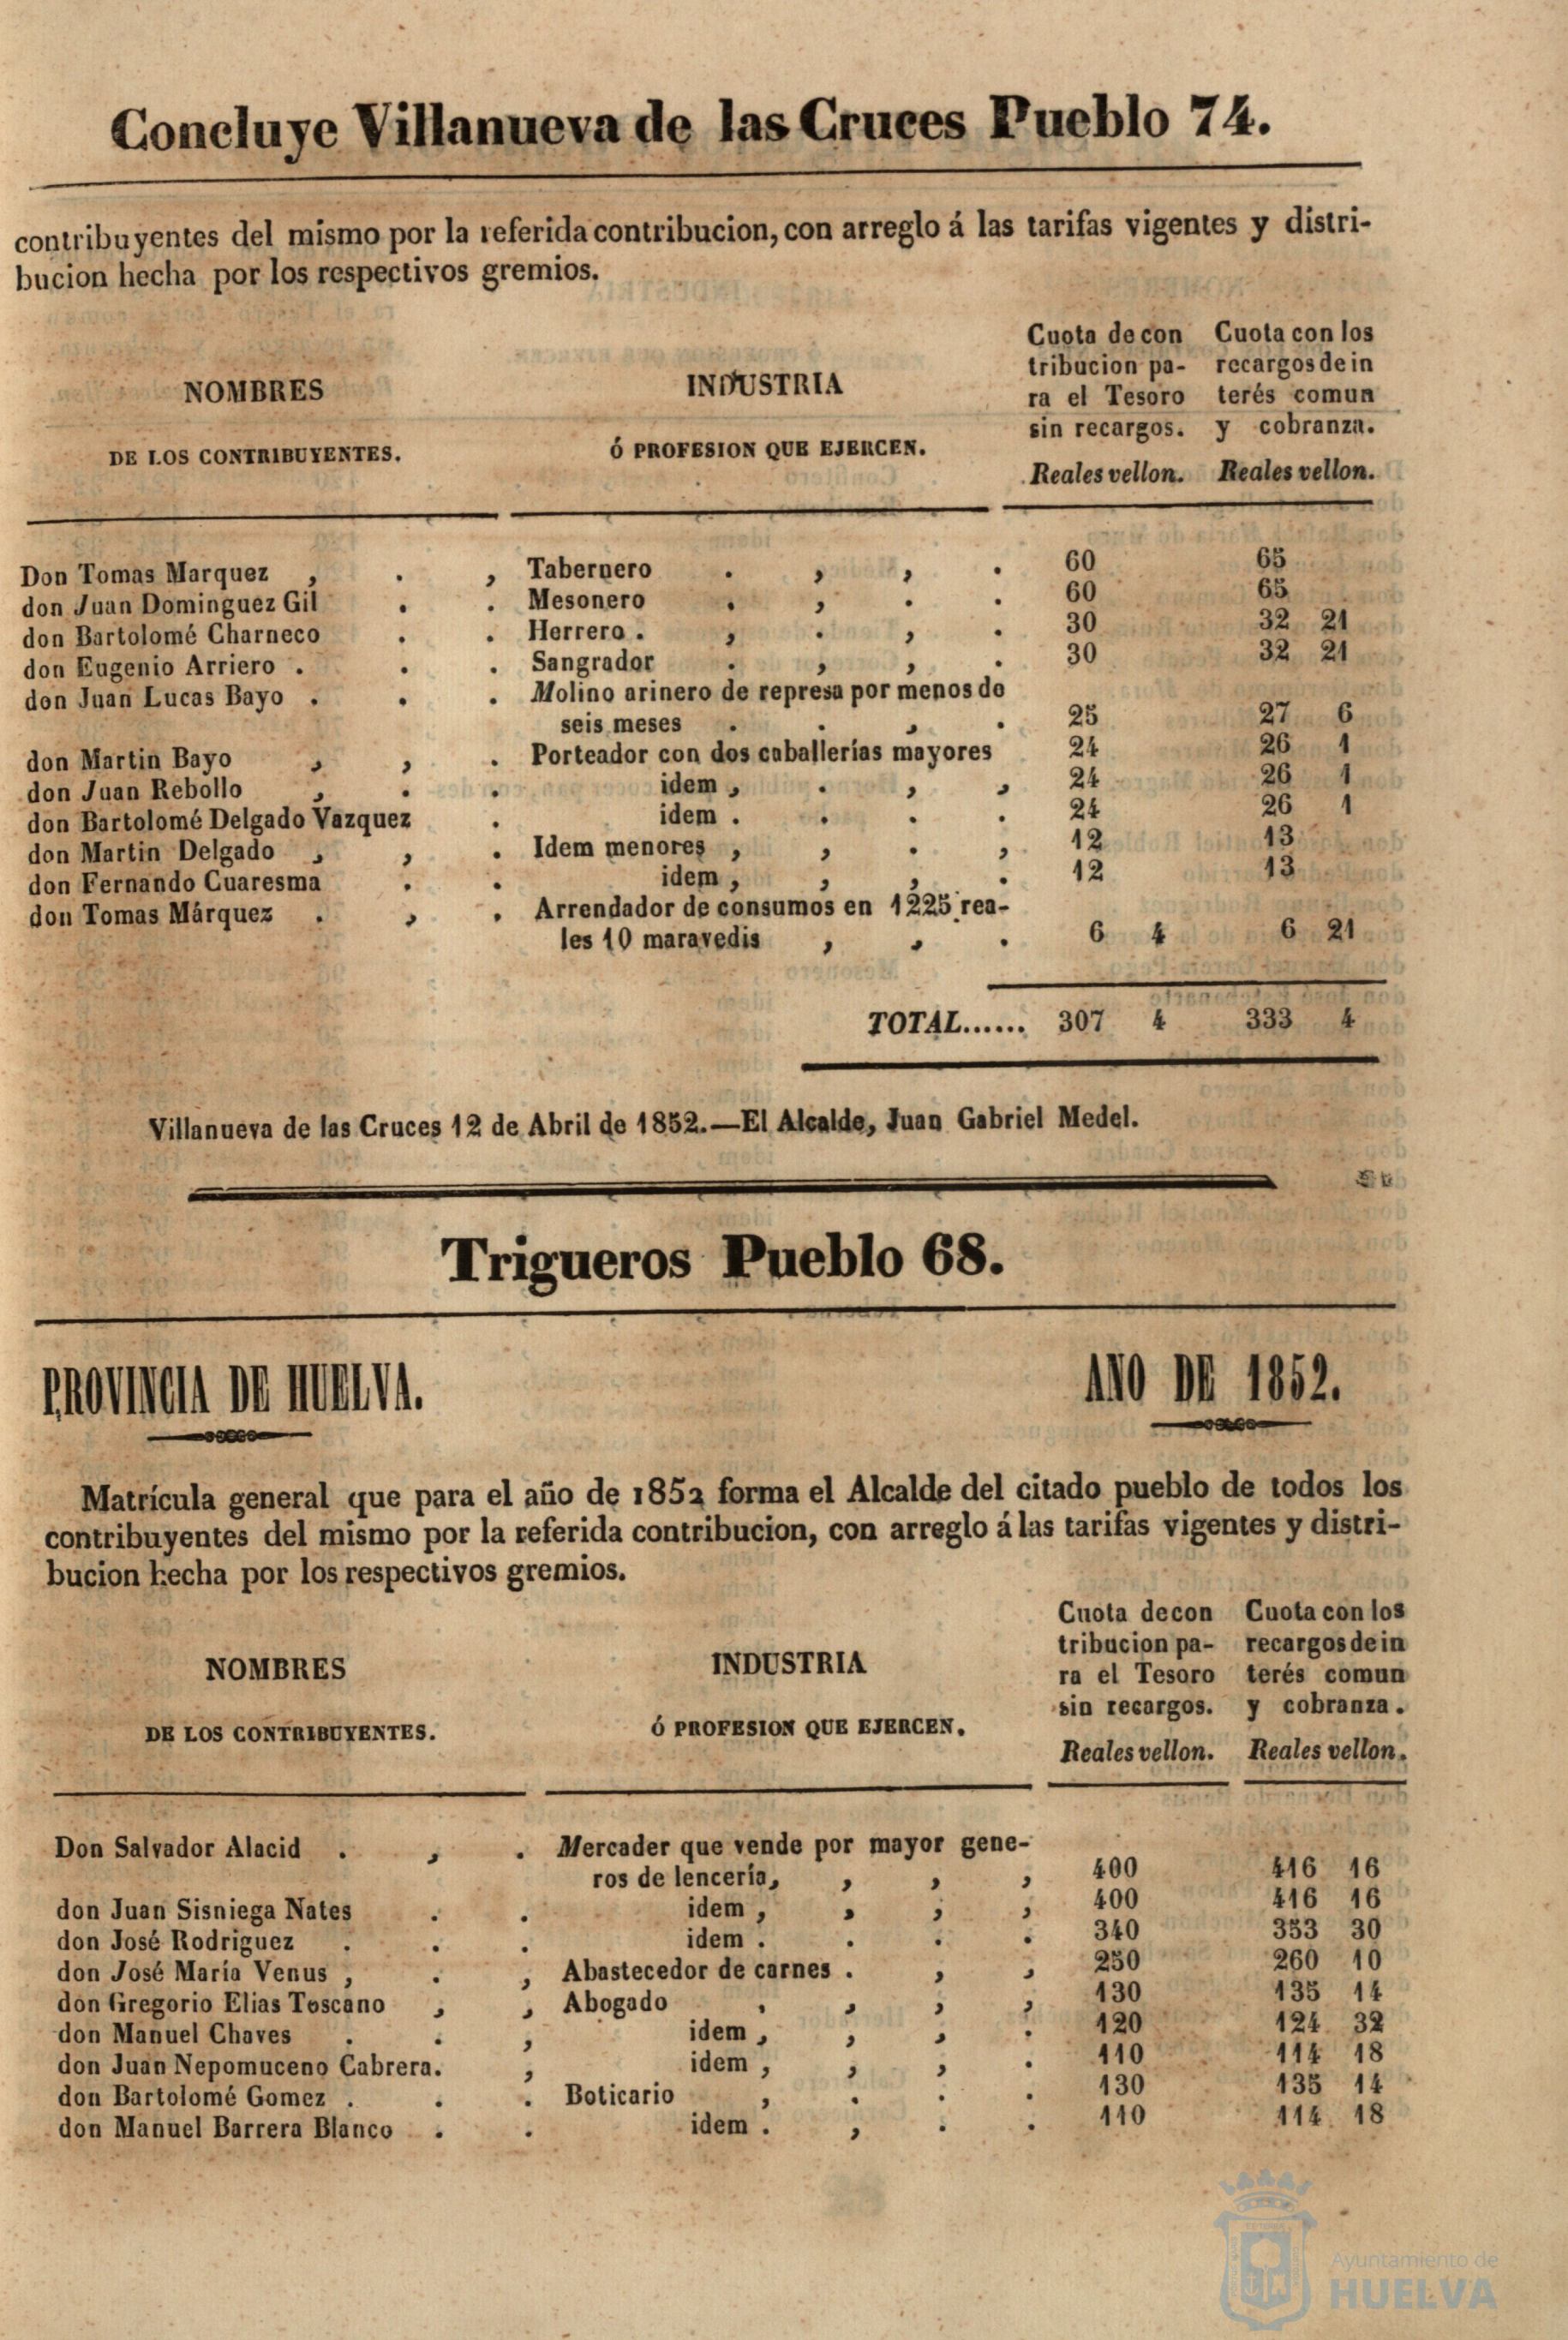 Concluye Villanueva de las Cruces Pueblo 74.
contribuyentes del mismo por la referida contribucion, con arreglo á las tarifas vigentes y distri-
bucion hecha por los respectivos gremios.
NOMBRES
DE LOS CONTRIBUYENTES.
INDUSTRIA
Ó PROFESION QUE EJERCEN.
Cuota de con
tribucion pa-
ra el Tesoro
sin recargos.
Reales vellon.
Cuota con los
recargos de in
terés comun
y cobranza.
Reales vellon.
Don Tomas Marquez , . , Tabernero . , , . 60 65
don Juan Dominguez Gil . . Mesonero . , . . 60 65
don Bartolomé Charneco . . Herrero . , . , . 30 32 21
don Eugenio Arriero . . . Sangrador . , , . 30 32 21
don Juan Lucas Bayo . . . Molino arinero de represa por menos de
seis meses . . , . 25 27 6
don Martin Bayo , , . Porteador con dos caballerías mayores 24 26 1
don Juan Rebollo , . . idem , . , , 24 26 1
don Bartolomé Delgado Vazquez . idem . . . . 24 26 1
don Martin Delgado , , . Idem menores , , . , 12 13
don Fernando Cuaresma . . idem , , , . 12 13
don Tomas Márquez . , , Arrendador de consumos en 1225 rea-
les 10 maravedis , , . 6 4 6 21
TOTAL...... 307 4 333 4
Villanueva de las Cruces 12 de Abril de 1852.—El Alcalde, Juan Gabriel Medel.
Trigueros Pueblo 68.
PROVINCIA DE HUELVA.
AÑO DE 1852.
Matrícula general que para el año de 1852 forma el Alcalde del citado pueblo de todos los
contribuyentes del mismo por la referida contribucion, con arreglo á las tarifas vigentes y distri-
bucion hecha por los respectivos gremios.
NOMBRES
DE LOS CONTRIBUYENTES.
INDUSTRIA
Ó PROFESION QUE EJERCEN.
Cuota de con
tribucion pa-
ra el Tesoro
sin recargos.
Reales vellon.
Cuota con los
recargos de in
terés comun
y cobranza.
Reales vellon.
Don Salvador Alacid . , . Mercader que vende por mayor gene-
ros de lencería, , , , 400 416 16
don Juan Sisniega Nates . . idem , , , , 400 416 16
don José Rodriguez . . . idem . . . . 340 353 30
don José María Venus , . , Abastecedor de carnes . , , 250 260 10
don Gregorio Elias Toscano , , Abogado , , , , 130 135 14
don Manuel Chaves . . , idem , , , . 120 124 32
don Juan Nepomuceno Cabrera. , idem , , , . 110 114 18
don Bartolomé Gomez . . . Boticario , . . . 130 135 14
don Manuel Barrera Blanco . . idem . , . . 110 114 18
Ayuntamiento de
HUELVA